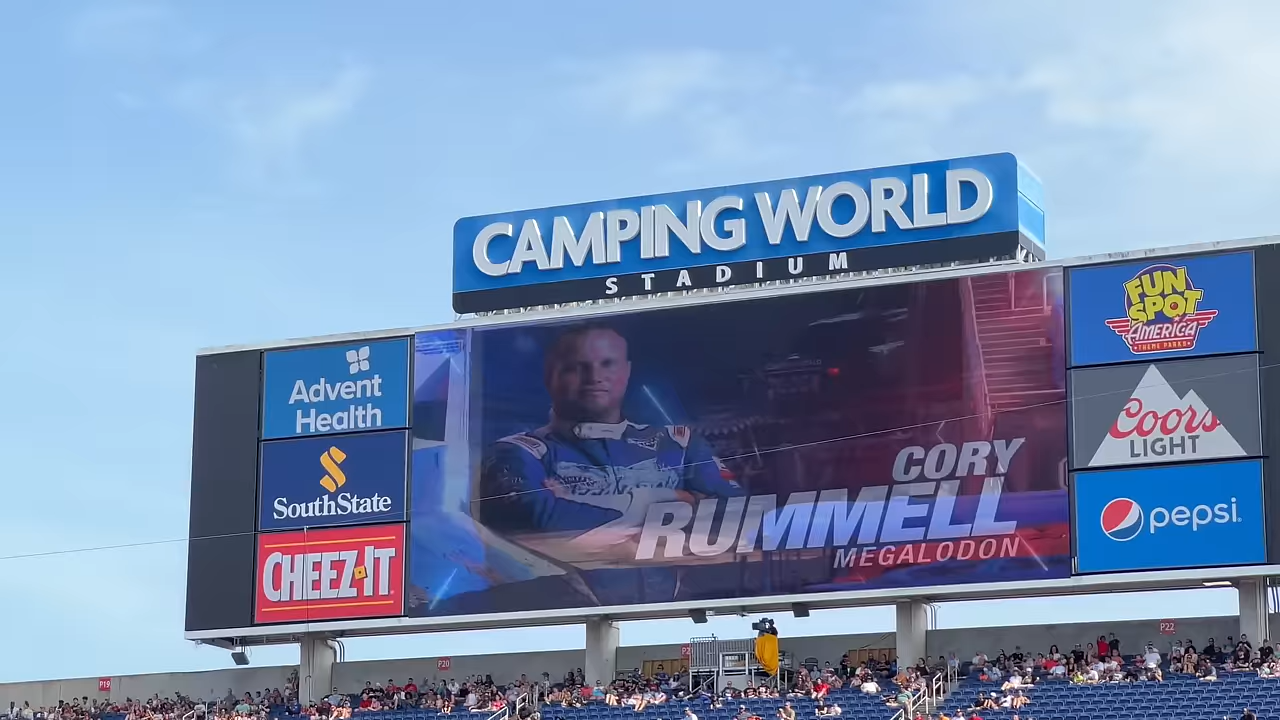 CAMPING WORLD
STADIUM
Advent
Health
SouthState
CHEEZ-IT
CORY
RUMMELL
MEGALODON
FUN
SPOT
AMERICA
THEME PARKS
Coors
LIGHT
pepsi
P19
P20
P22